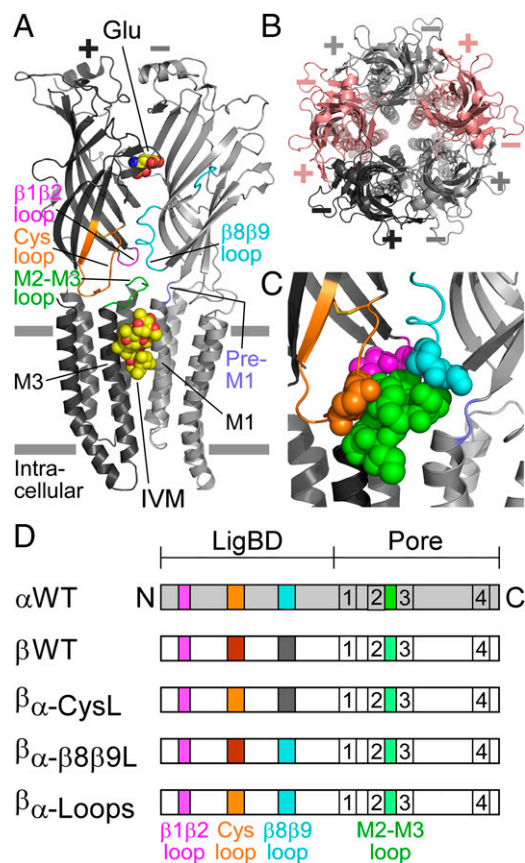 A
+ Glu −
β1β2
loop
Cys
loop
M2-M3
loop
β8β9
loop
Pre-
M1
M3
M1
Intra-
cellular
IVM
B
+ − + − + − + − + −
C
D
LigBD Pore
αWT N 1 2 3 4 C
βWT 1 2 3 4
βα-CysL 1 2 3 4
βα-β8β9L 1 2 3 4
βα-Loops 1 2 3 4
β1β2 Cys β8β9 M2-M3
loop loop loop loop